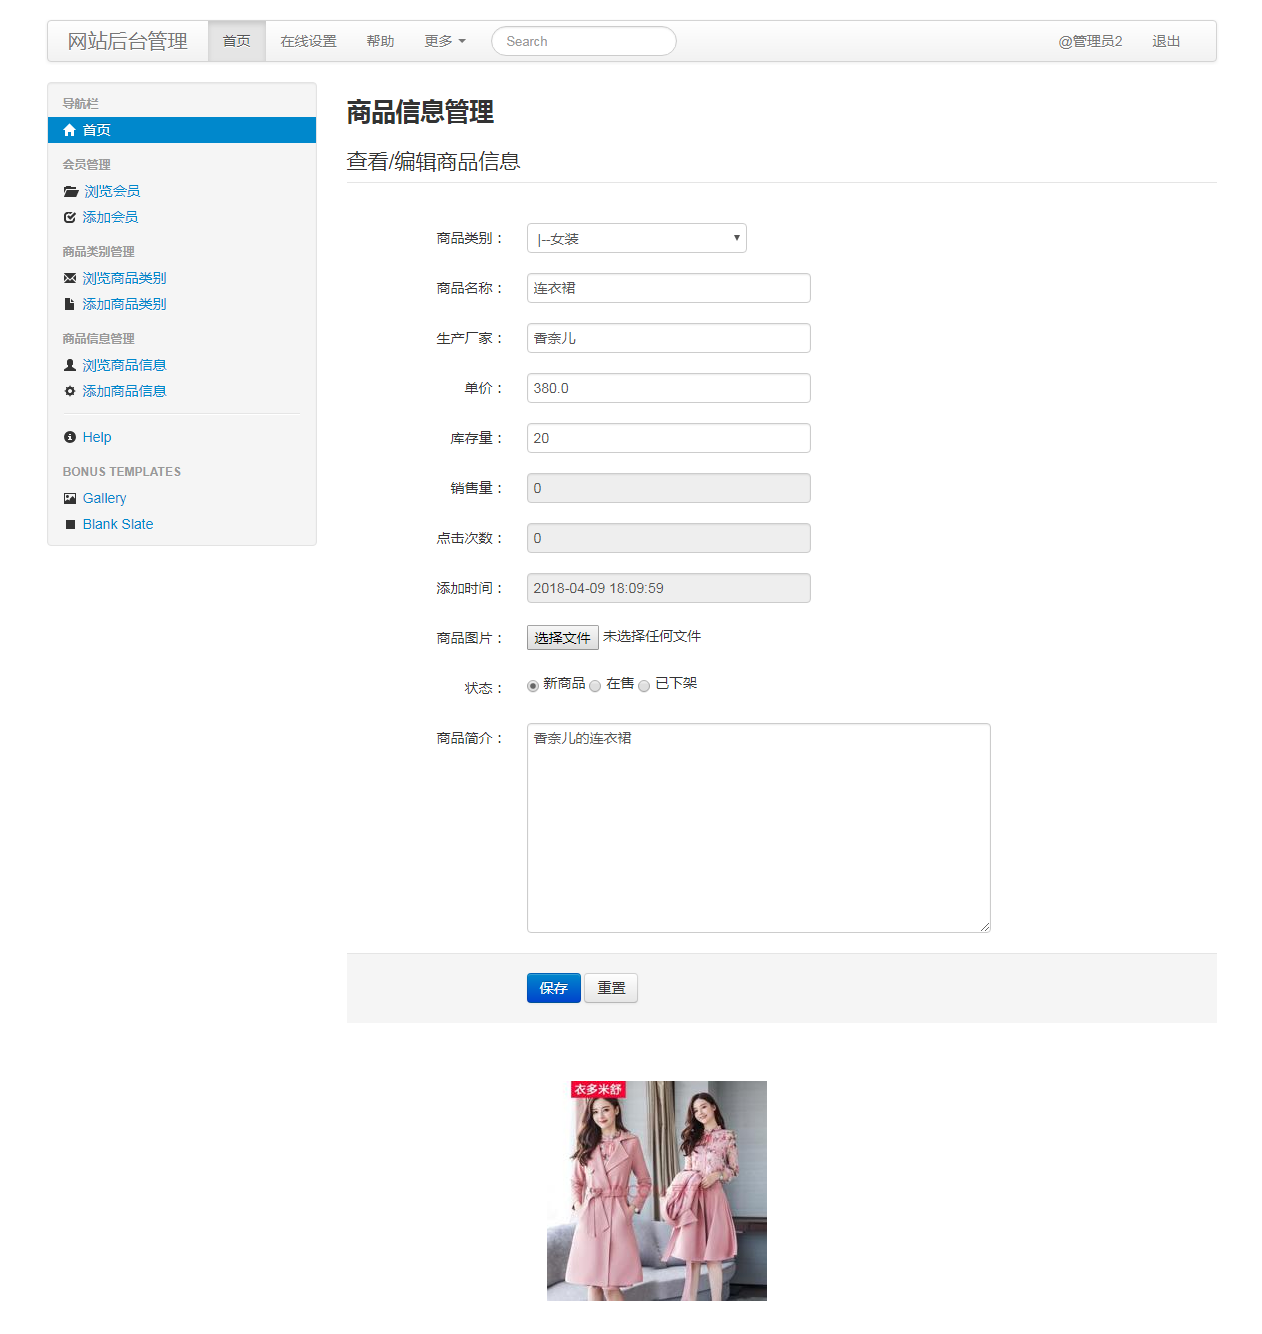 网站后台管理 首页 在线设置 帮助 更多 Search @管理员2 退出
导航栏
首页
会员管理
浏览会员
添加会员
商品类别管理
浏览商品类别
添加商品类别
商品信息管理
浏览商品信息
添加商品信息
Help
BONUS TEMPLATES
Gallery
Blank Slate
商品信息管理
查看/编辑商品信息
商品类别： |--女装
商品名称： 连衣裙
生产厂家： 香奈儿
单价： 380.0
库存量： 20
销售量： 0
点击次数： 0
添加时间： 2018-04-09 18:09:59
商品图片： 选择文件 未选择任何文件
状态： 新商品 在售 已下架
商品简介： 香奈儿的连衣裙
保存 重置
衣多米舒